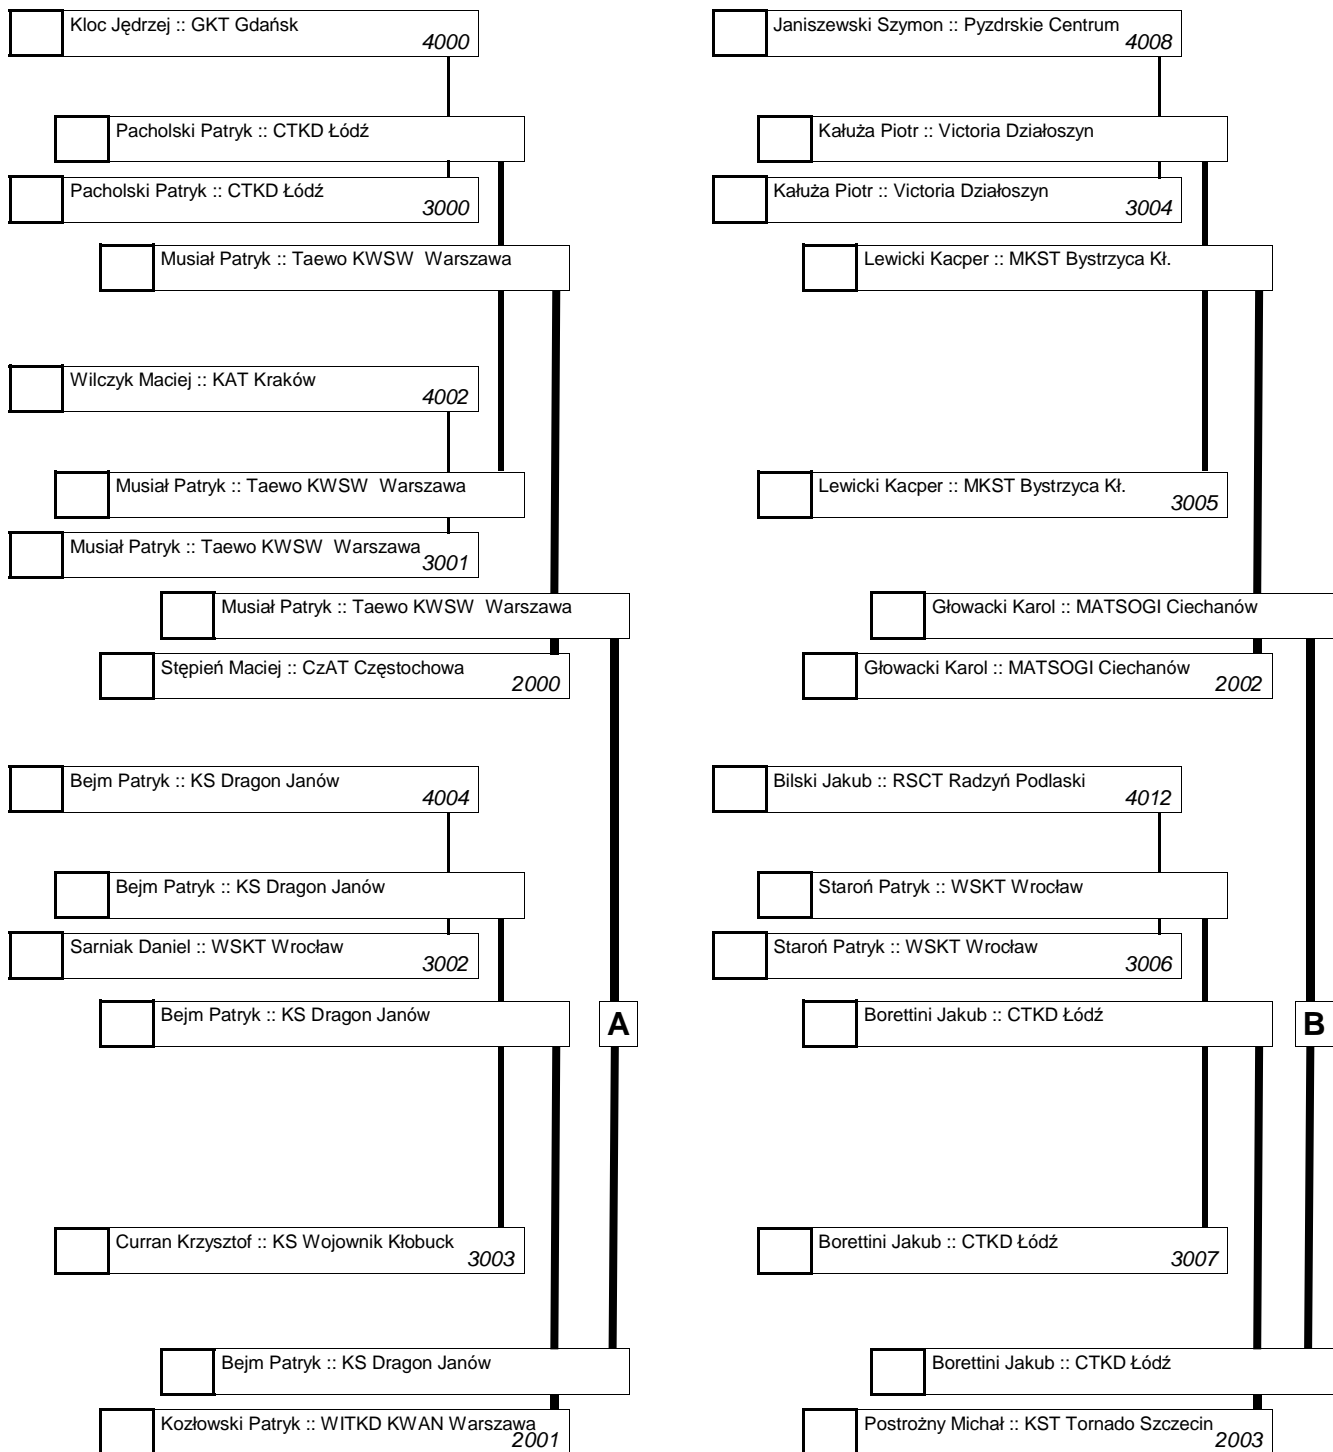 Kloc Jędrzej :: GKT Gdańsk
4000
Pacholski Patryk :: CTKD Łódź
Pacholski Patryk :: CTKD Łódź
3000
Musiał Patryk :: Taewo KWSW  Warszawa
Wilczyk Maciej :: KAT Kraków
4002
Musiał Patryk :: Taewo KWSW  Warszawa
Musiał Patryk :: Taewo KWSW  Warszawa
3001
Musiał Patryk :: Taewo KWSW  Warszawa
Stępień Maciej :: CzAT Częstochowa
2000
Bejm Patryk :: KS Dragon Janów
4004
Bejm Patryk :: KS Dragon Janów
Sarniak Daniel :: WSKT Wrocław
3002
Bejm Patryk :: KS Dragon Janów
A
Curran Krzysztof :: KS Wojownik Kłobuck
3003
Bejm Patryk :: KS Dragon Janów
Kozłowski Patryk :: WITKD KWAN Warszawa
2001
Janiszewski Szymon :: Pyzdrskie Centrum
4008
Kałuża Piotr :: Victoria Działoszyn
Kałuża Piotr :: Victoria Działoszyn
3004
Lewicki Kacper :: MKST Bystrzyca Kł.
Lewicki Kacper :: MKST Bystrzyca Kł.
3005
Głowacki Karol :: MATSOGI Ciechanów
Głowacki Karol :: MATSOGI Ciechanów
2002
Bilski Jakub :: RSCT Radzyń Podlaski
4012
Staroń Patryk :: WSKT Wrocław
Staroń Patryk :: WSKT Wrocław
3006
Borettini Jakub :: CTKD Łódź
B
Borettini Jakub :: CTKD Łódź
3007
Borettini Jakub :: CTKD Łódź
Postrożny Michał :: KST Tornado Szczecin
2003